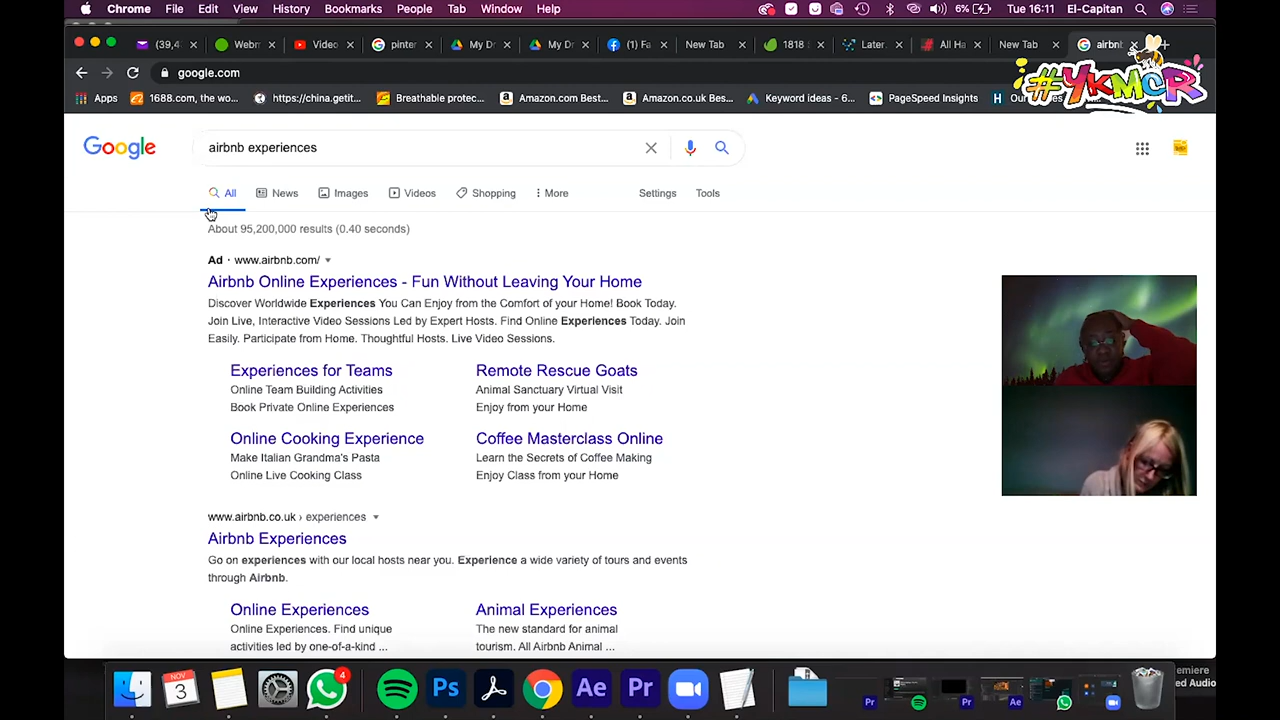 Chrome File Edit View History Bookmarks People Tab Window Help 6% Tue 16:11 El-Capitan
(39,4 Webm Video pinter My Dr My Dr (1) Fa New Tab 1818 Later. All Ha New Tab airbnb
google.com
#YKMCR
Apps 1688.com, the wo... https://china.getit... Breathable protec... Amazon.com Best... Amazon.co.uk Bes... Keyword ideas - 6... PageSpeed Insights
Google airbnb experiences
All News Images Videos Shopping More Settings Tools
About 95,200,000 results (0.40 seconds)
Ad · www.airbnb.com/
Airbnb Online Experiences - Fun Without Leaving Your Home
Discover Worldwide Experiences You Can Enjoy from the Comfort of your Home! Book Today.
Join Live, Interactive Video Sessions Led by Expert Hosts. Find Online Experiences Today. Join
Easily. Participate from Home. Thoughtful Hosts. Live Video Sessions.
Experiences for Teams
Online Team Building Activities
Book Private Online Experiences
Remote Rescue Goats
Animal Sanctuary Virtual Visit
Enjoy from your Home
Online Cooking Experience
Make Italian Grandma's Pasta
Online Live Cooking Class
Coffee Masterclass Online
Learn the Secrets of Coffee Making
Enjoy Class from your Home
www.airbnb.co.uk › experiences
Airbnb Experiences
Go on experiences with our local hosts near you. Experience a wide variety of tours and events
through Airbnb.
Online Experiences
Online Experiences. Find unique
activities led by one-of-a-kind ...
Animal Experiences
The new standard for animal
tourism. All Airbnb Animal ...
NOV
3
4
Ps
Ae
Pr
Pr
Pr
Ae
remiere
ed Audio